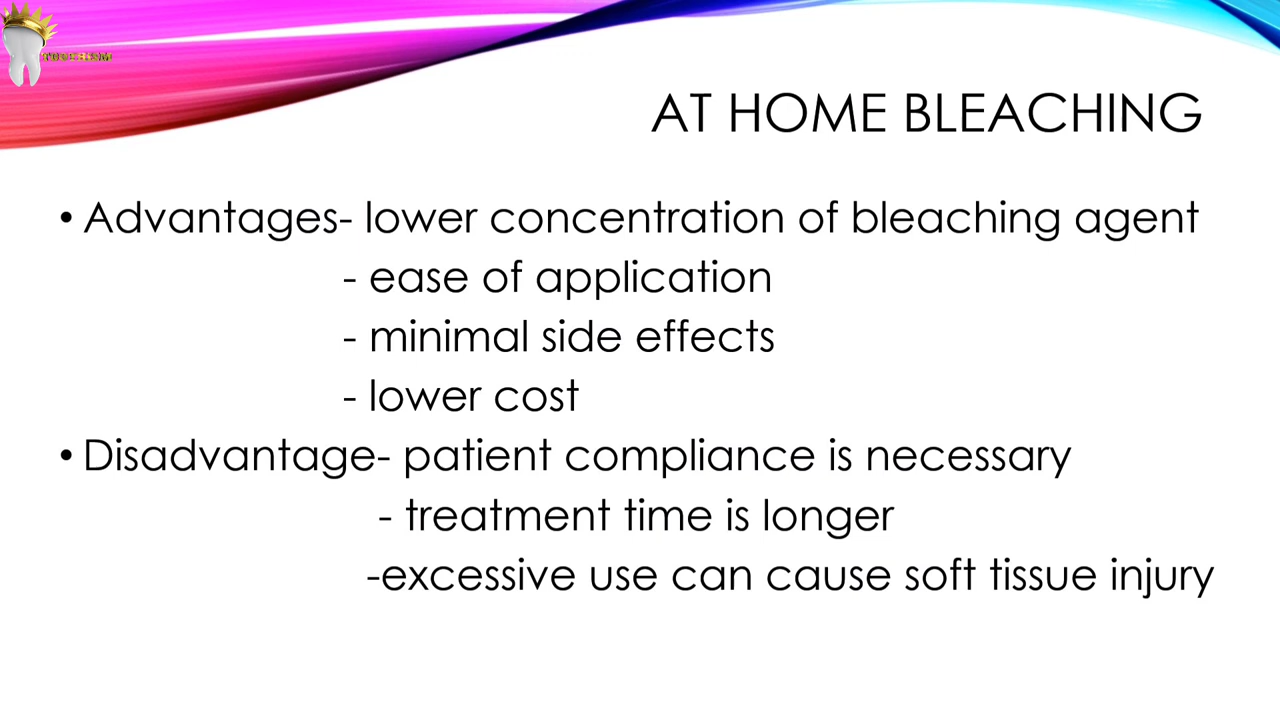 TOOTHISM
AT HOME BLEACHING
• Advantages- lower concentration of bleaching agent
- ease of application
- minimal side effects
- lower cost
• Disadvantage- patient compliance is necessary
- treatment time is longer
-excessive use can cause soft tissue injury